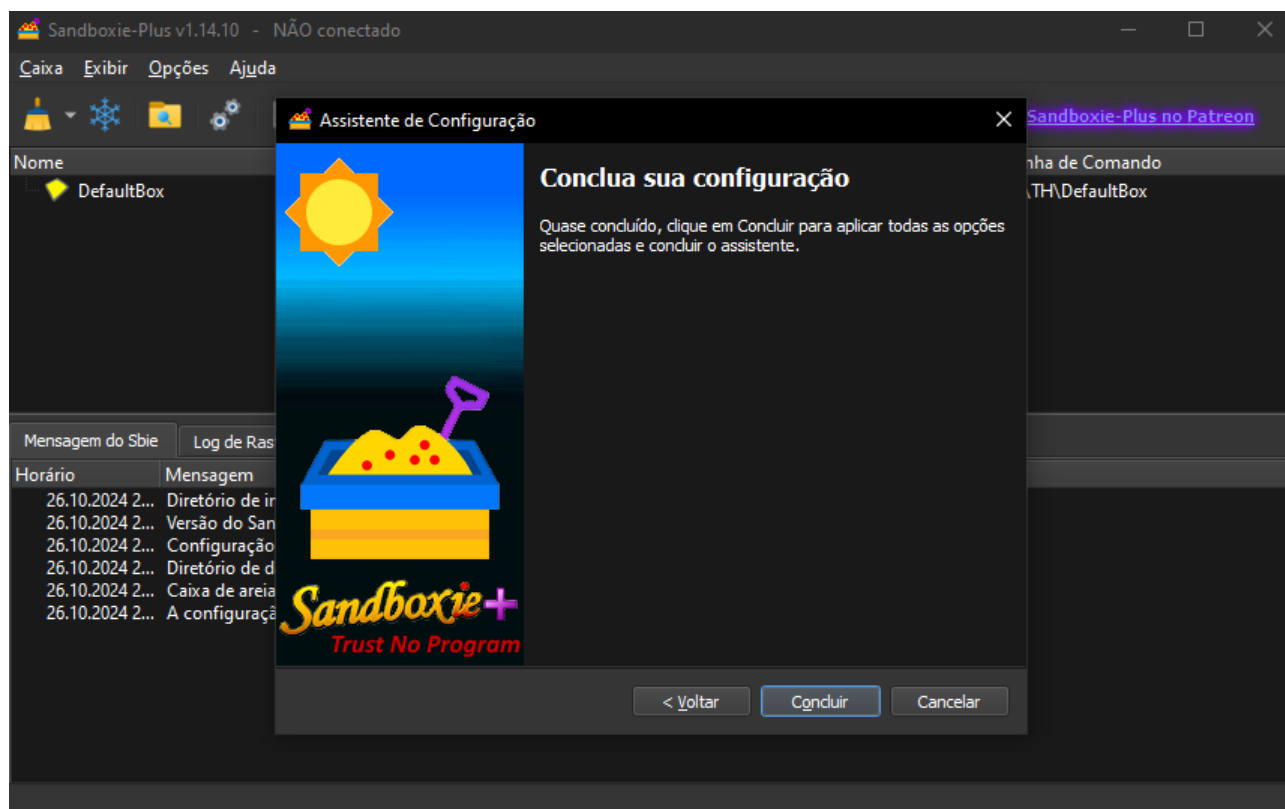 Sandboxie-Plus v1.14.10 - NÃO conectado
Caixa Exibir Opções Ajuda
Assistente de Configuração
Sandboxie-Plus no Patreon
Nome
nha de Comando
DefaultBox
\TH\DefaultBox
Conclua sua configuração
Quase concluído, clique em Concluir para aplicar todas as opções
selecionadas e concluir o assistente.
Mensagem do Sbie Log de Ras
Horário Mensagem
26.10.2024 2... Diretório de in
26.10.2024 2... Versão do San
26.10.2024 2... Configuração
26.10.2024 2... Diretório de d
26.10.2024 2... Caixa de areia
26.10.2024 2... A configuraçã
Sandboxie+
Trust No Program
< Voltar Concluir Cancelar